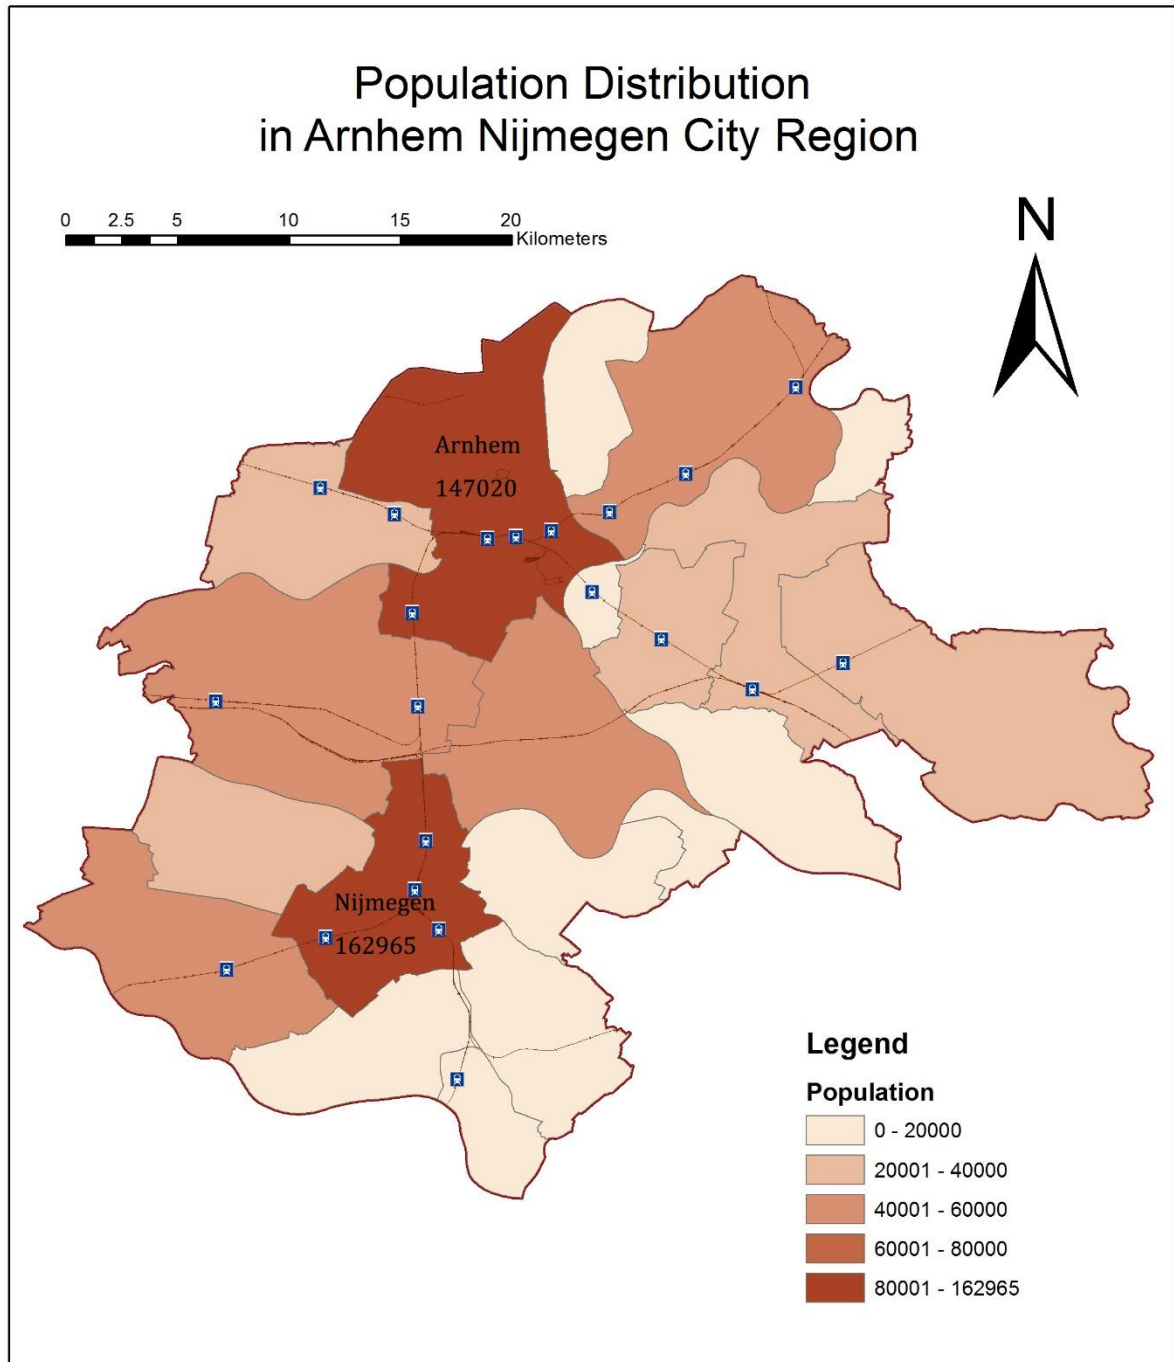 Population Distribution
in Arnhem Nijmegen City Region
0 2.5 5 10 15 20
Kilometers
N
Arnhem
147020
Nijmegen
162965
Legend
Population
0 - 20000
20001 - 40000
40001 - 60000
60001 - 80000
80001 - 162965